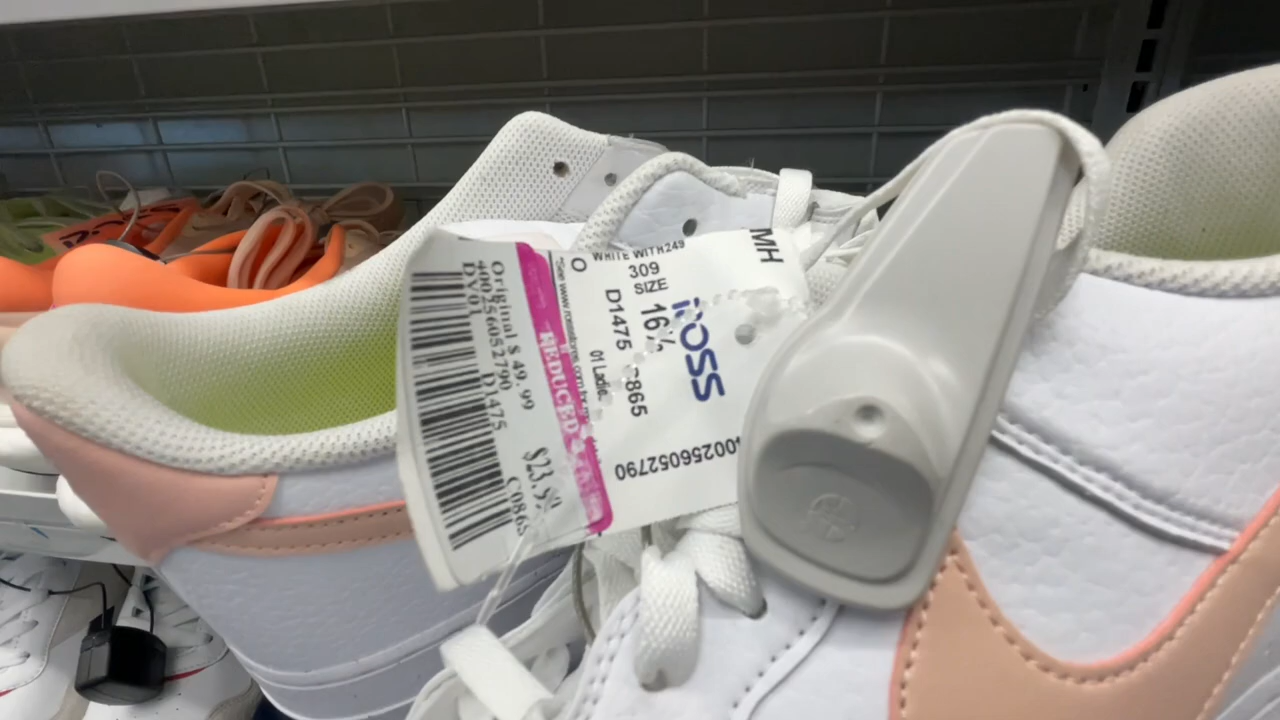 MH
WHITE WITH249
309
SIZE
ROSS
D1475
01 Ladie
REDUCED
Original $ 49.99
400256052790
D1475
DV01
$23.99
C0865
400256052790